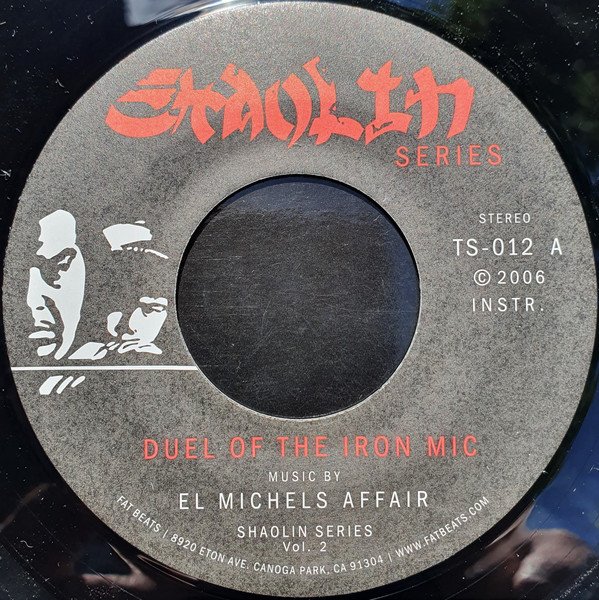 SHAOLIN
SERIES
STEREO
TS-012 A
© 2006
INSTR.
DUEL OF THE IRON MIC
MUSIC BY
EL MICHELS AFFAIR
SHAOLIN SERIES
Vol. 2
FAT BEATS | 8920 ETON AVE. CANOGA PARK, CA 91304 | WWW.FATBEATS.COM